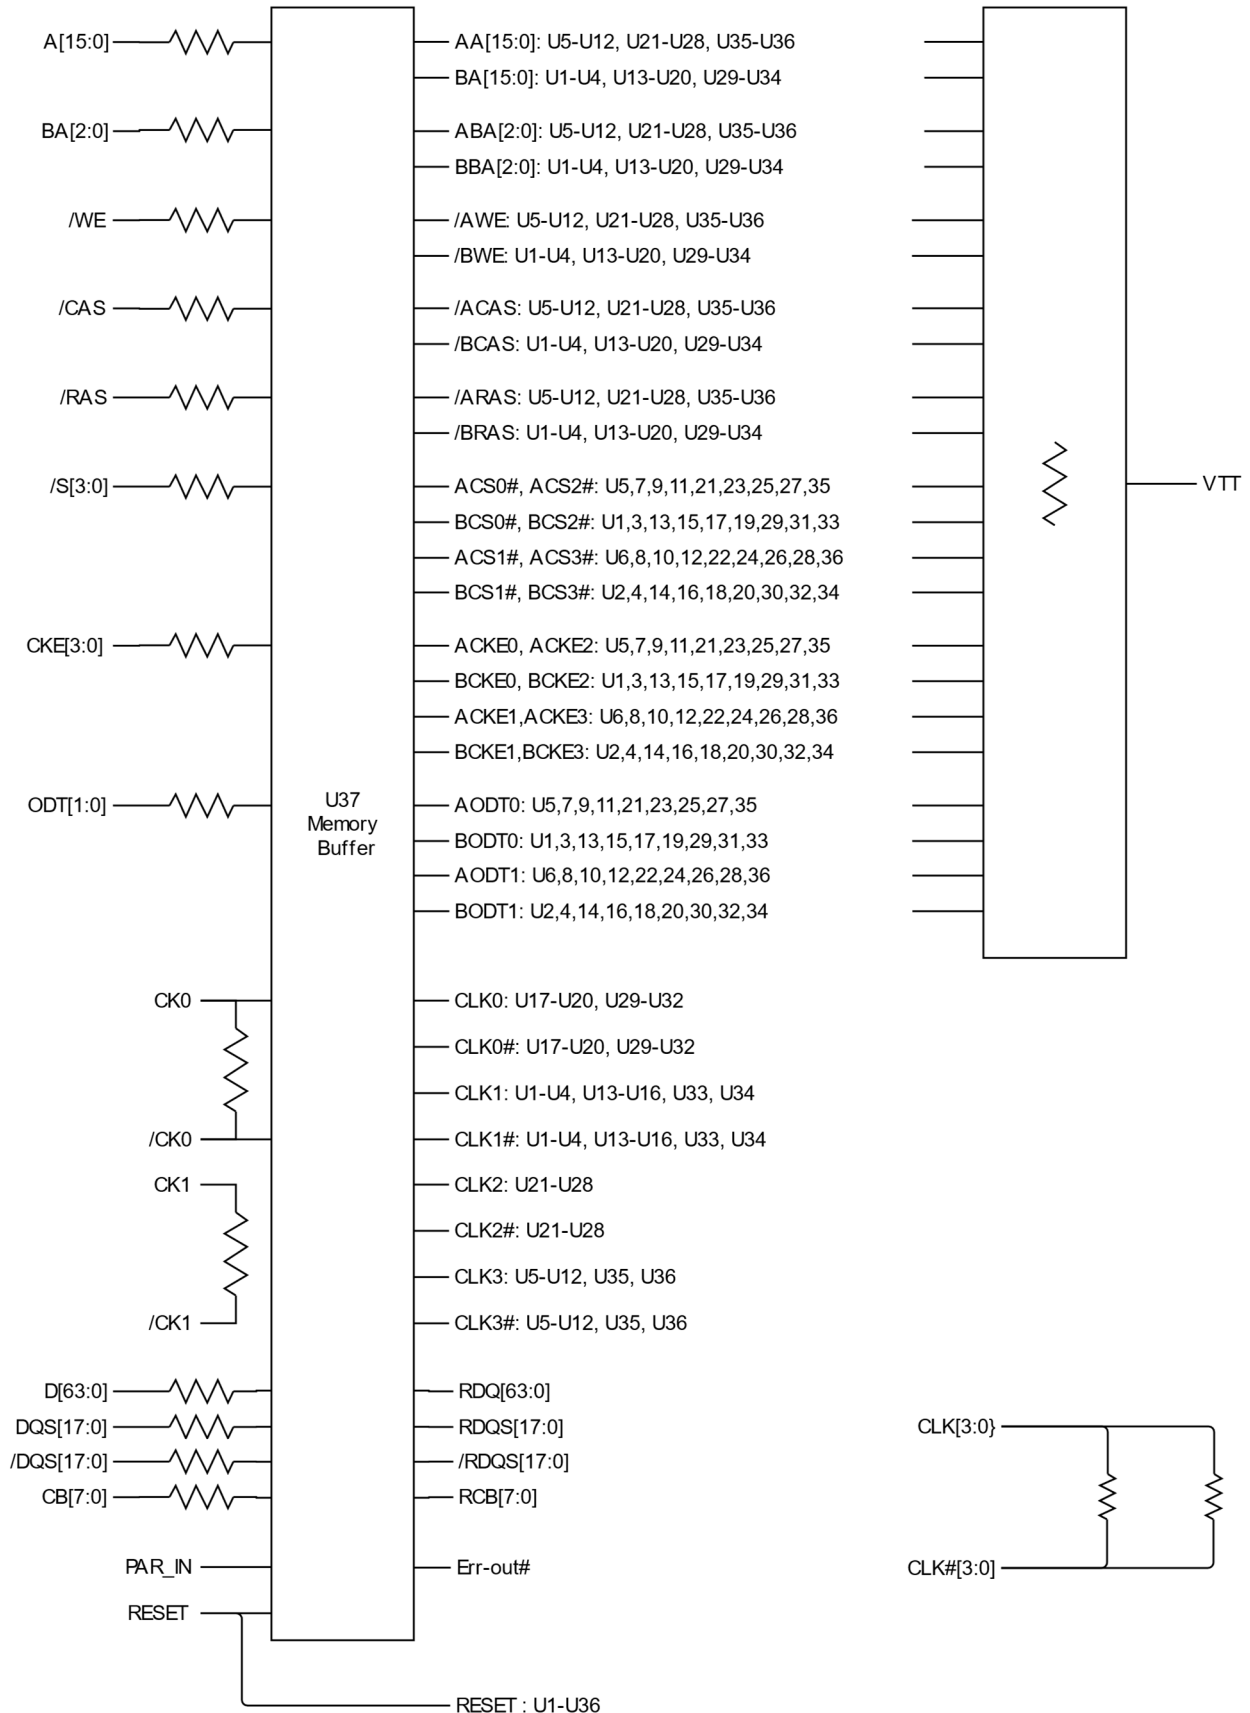 A[15:0]
AA[15:0]: U5-U12, U21-U28, U35-U36
BA[15:0]: U1-U4, U13-U20, U29-U34
BA[2:0]
ABA[2:0]: U5-U12, U21-U28, U35-U36
BBA[2:0]: U1-U4, U13-U20, U29-U34
/WE
/AWE: U5-U12, U21-U28, U35-U36
/BWE: U1-U4, U13-U20, U29-U34
/CAS
/ACAS: U5-U12, U21-U28, U35-U36
/BCAS: U1-U4, U13-U20, U29-U34
/RAS
/ARAS: U5-U12, U21-U28, U35-U36
/BRAS: U1-U4, U13-U20, U29-U34
/S[3:0]
ACS0#, ACS2#: U5,7,9,11,21,23,25,27,35
VTT
BCS0#, BCS2#: U1,3,13,15,17,19,29,31,33
ACS1#, ACS3#: U6,8,10,12,22,24,26,28,36
BCS1#, BCS3#: U2,4,14,16,18,20,30,32,34
CKE[3:0]
ACKE0, ACKE2: U5,7,9,11,21,23,25,27,35
BCKE0, BCKE2: U1,3,13,15,17,19,29,31,33
ACKE1,ACKE3: U6,8,10,12,22,24,26,28,36
BCKE1,BCKE3: U2,4,14,16,18,20,30,32,34
ODT[1:0]
U37
Memory
Buffer
AODT0: U5,7,9,11,21,23,25,27,35
BODT0: U1,3,13,15,17,19,29,31,33
AODT1: U6,8,10,12,22,24,26,28,36
BODT1: U2,4,14,16,18,20,30,32,34
CK0
CLK0: U17-U20, U29-U32
CLK0#: U17-U20, U29-U32
CLK1: U1-U4, U13-U16, U33, U34
/CK0
CLK1#: U1-U4, U13-U16, U33, U34
CK1
CLK2: U21-U28
CLK2#: U21-U28
CLK3: U5-U12, U35, U36
/CK1
CLK3#: U5-U12, U35, U36
D[63:0]
RDQ[63:0]
DQS[17:0]
RDQS[17:0]
CLK[3:0}
/DQS[17:0]
/RDQS[17:0]
CB[7:0]
RCB[7:0]
PAR_IN
Err-out#
CLK#[3:0]
RESET
RESET : U1-U36